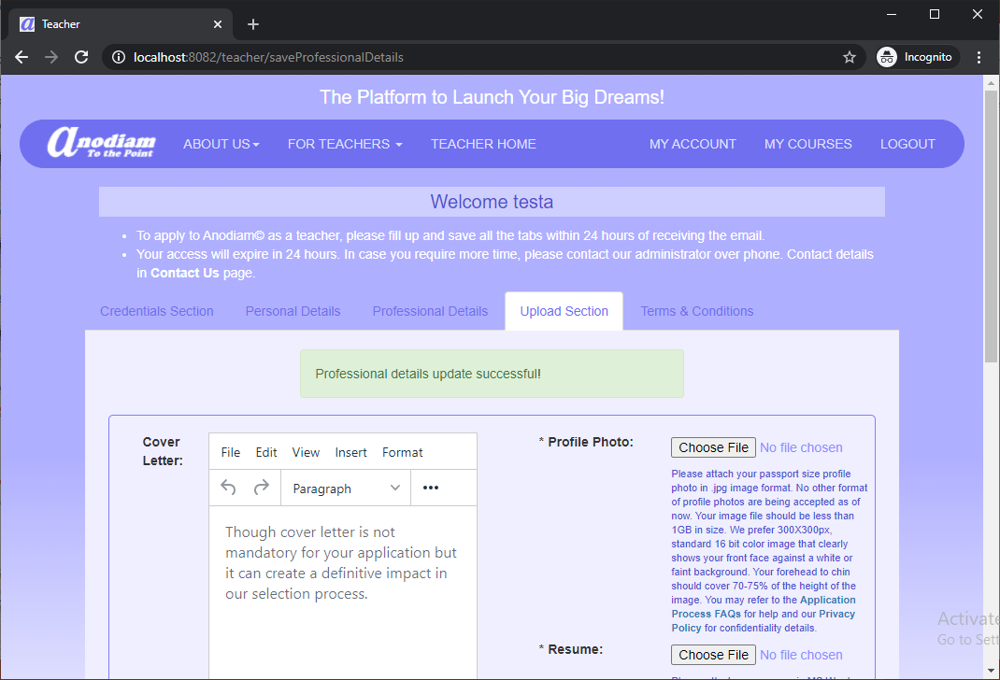 Teacher
localhost:8082/teacher/saveProfessionalDetails
Incognito
The Platform to Launch Your Big Dreams!
anodiam
To the Point
ABOUT US
FOR TEACHERS
TEACHER HOME
MY ACCOUNT
MY COURSES
LOGOUT
Welcome testa
To apply to Anodiam© as a teacher, please fill up and save all the tabs within 24 hours of receiving the email.
Your access will expire in 24 hours. In case you require more time, please contact our administrator over phone. Contact details
in Contact Us page.
Credentials Section
Personal Details
Professional Details
Upload Section
Terms & Conditions
Professional details update successful!
Cover
Letter:
File Edit View Insert Format
Paragraph
Though cover letter is not
mandatory for your application but
it can create a definitive impact in
our selection process.
* Profile Photo:
Choose File No file chosen
Please attach your passport size profile
photo in .jpg image format. No other format
of profile photos are being accepted as of
now. Your image file should be less than
1GB in size. We prefer 300X300px,
standard 16 bit color image that clearly
shows your front face against a white or
faint background. Your forehead to chin
should cover 70-75% of the height of the
image. You may refer to the Application
Process FAQs for help and our Privacy
Policy for confidentiality details.
* Resume:
Choose File No file chosen
Activate
Go to Sett